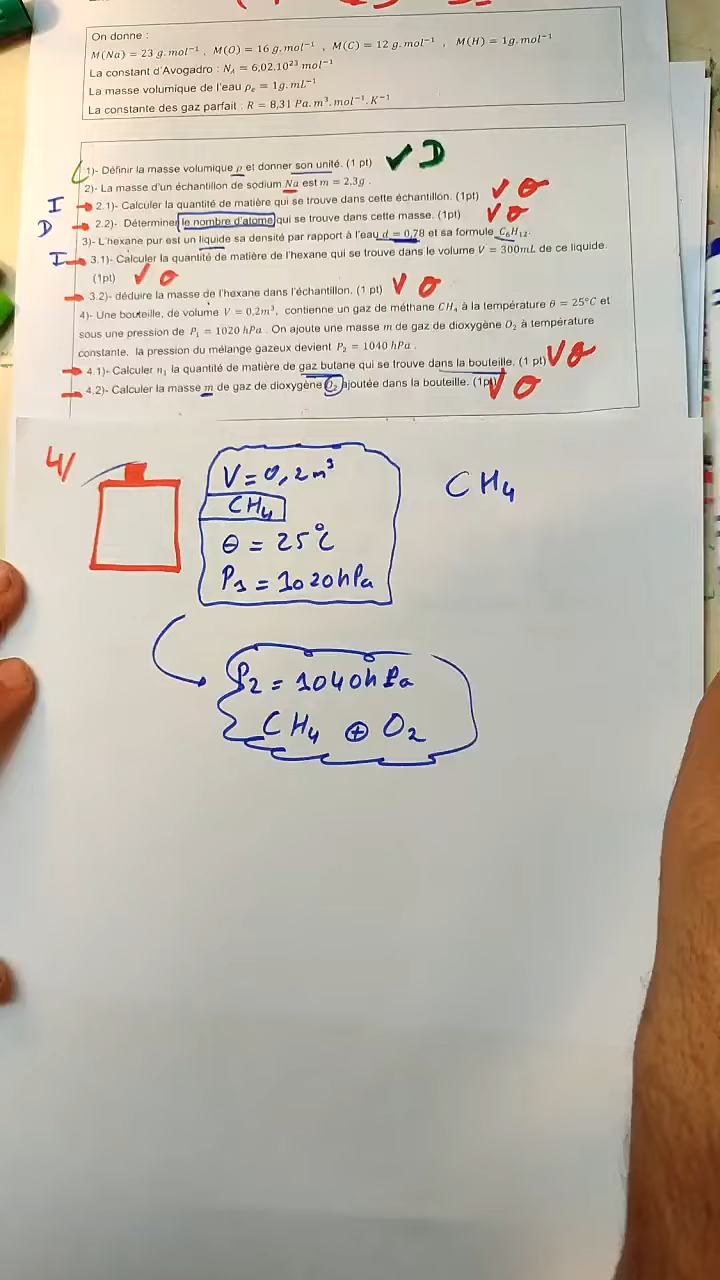 On donne :
M(Na) = 23 g.mol⁻¹ , M(O) = 16 g.mol⁻¹ , M(C) = 12 g.mol⁻¹ , M(H) = 1g.mol⁻¹
La constant d'Avogadro : N_A = 6,02.10²³ mol⁻¹
La masse volumique de l'eau ρₑ = 1g.mL⁻¹
La constante des gaz parfait : R = 8,31 Pa.m³.mol⁻¹.K⁻¹
1)- Définir la masse volumique ρ et donner son unité. (1 pt) ✓ D
2)- La masse d'un échantillon de sodium Na est m = 2,3g .
I → 2.1)- Calculer la quantité de matière qui se trouve dans cette échantillon. (1pt)
D → 2.2)- Déterminer le nombre d'atome qui se trouve dans cette masse. (1pt)
3)- L'hexane pur est un liquide sa densité par rapport à l'eau d = 0,78 et sa formule C₆H₁₂.
I → 3.1)- Calculer la quantité de matière de l'hexane qui se trouve dans le volume V = 300mL de ce liquide.
(1pt)
→ 3.2)- déduire la masse de l'hexane dans l'échantillon. (1 pt)
4)- Une bouteille, de volume V = 0,2m³, contienne un gaz de méthane CH₄ à la température θ = 25°C et
sous une pression de P₁ = 1020 hPa . On ajoute une masse m de gaz de dioxygène O₂ à température
constante, la pression du mélange gazeux devient P₂ = 1040 hPa .
→ 4.1)- Calculer n₁ la quantité de matière de gaz butane qui se trouve dans la bouteille. (1 pt)
→ 4.2)- Calculer la masse m de gaz de dioxygène O₂ ajoutée dans la bouteille. (1pt)
4/
V = 0,2m³
CH₄
CH₄
θ = 25°C
P₁ = 1020hPa
P₂ = 1040hPa
CH₄ ⊕ O₂